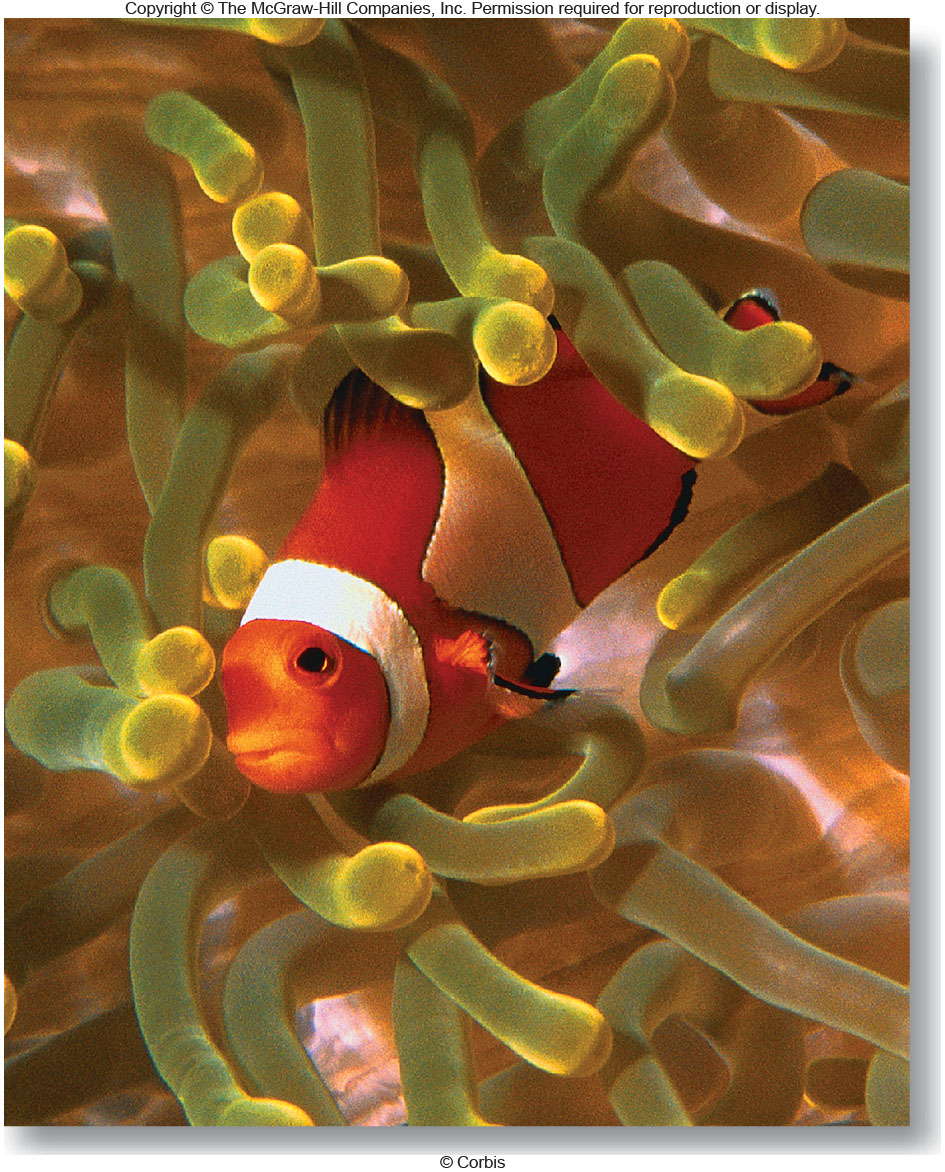 Copyright © The McGraw-Hill Companies, Inc. Permission required for reproduction or display.
© Corbis